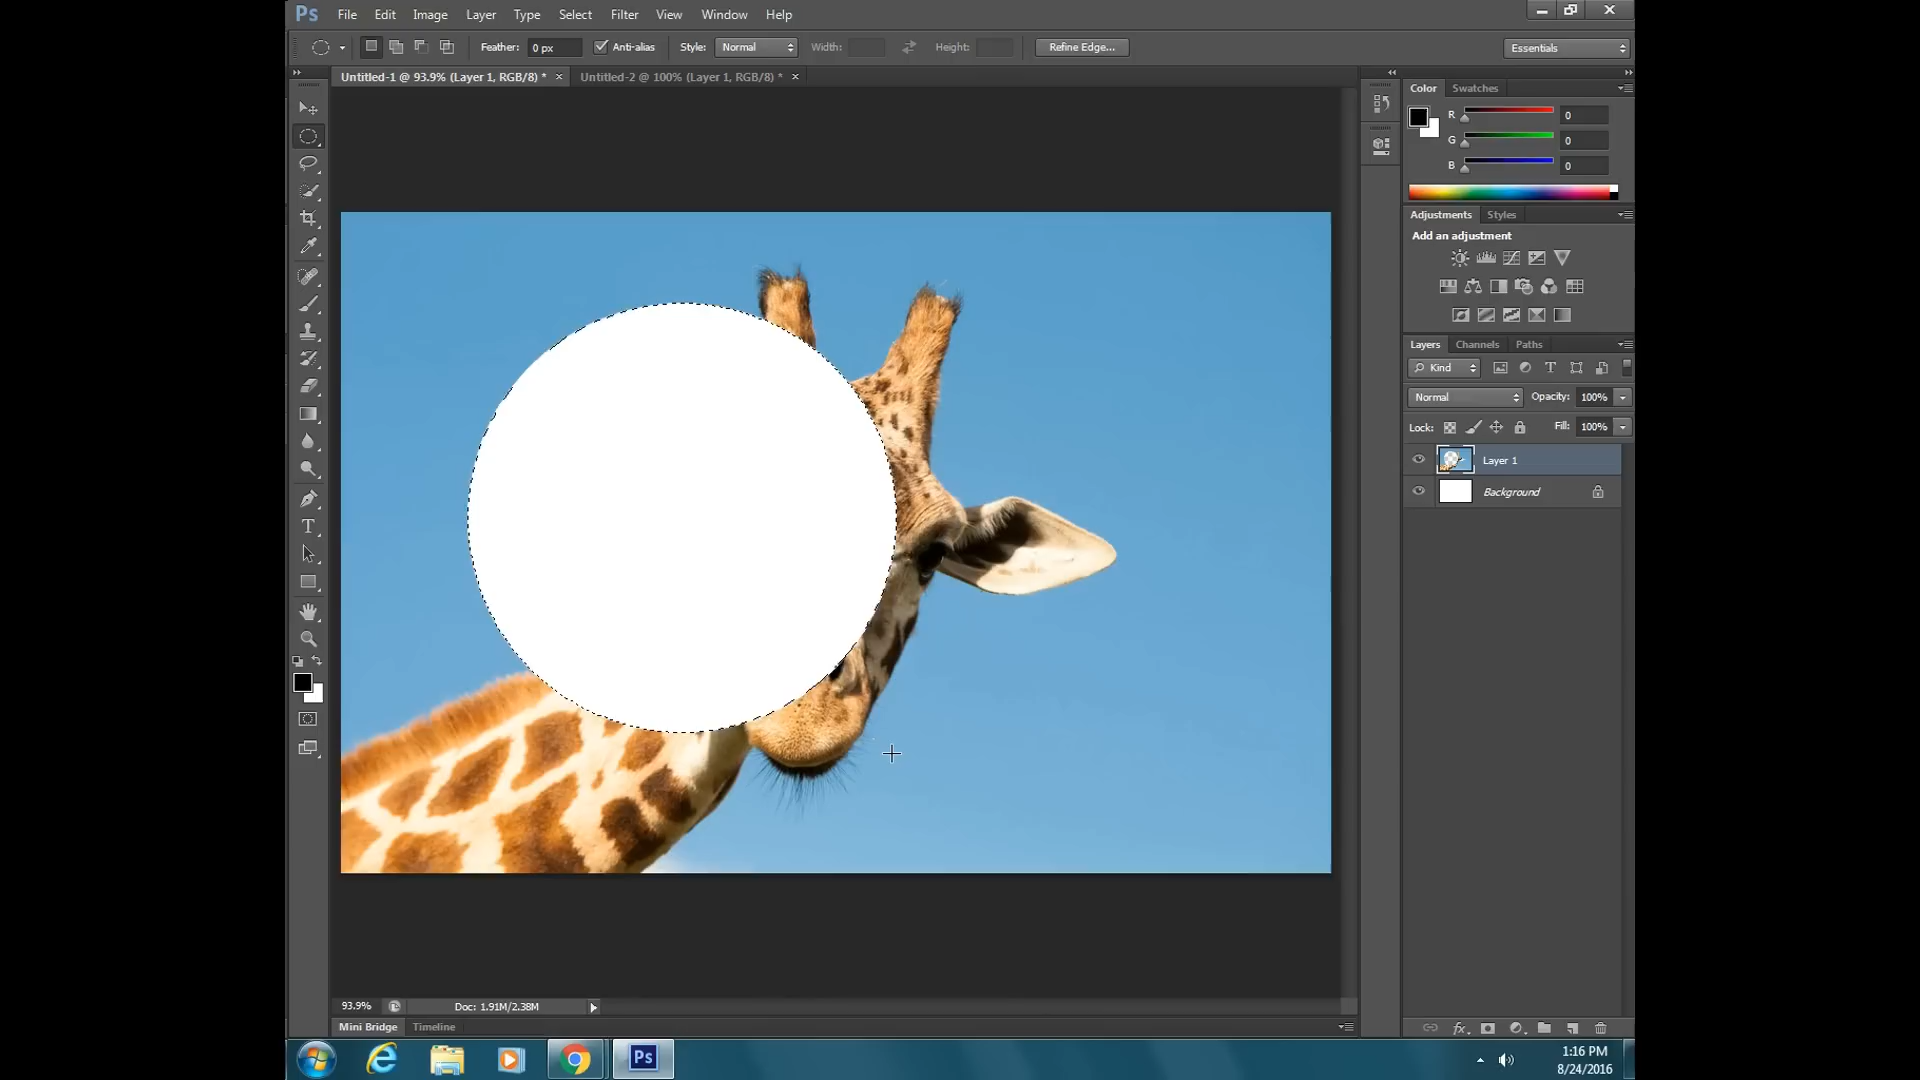 Ps File Edit Image Layer Type Select Filter View Window Help
Feather: 0 px Anti-alias Style: Normal Width: Height: Refine Edge... Essentials
Untitled-1 @ 93.9% (Layer 1, RGB/8) * × Untitled-2 @ 100% (Layer 1, RGB/8) * ×
Color Swatches
R 0
G 0
B 0
Adjustments Styles
Add an adjustment
Layers Channels Paths
Kind
Normal Opacity: 100%
Lock: Fill: 100%
Layer 1
Background
93.9% Doc: 1.91M/2.38M
Mini Bridge Timeline
Ps
1:16 PM
8/24/2016